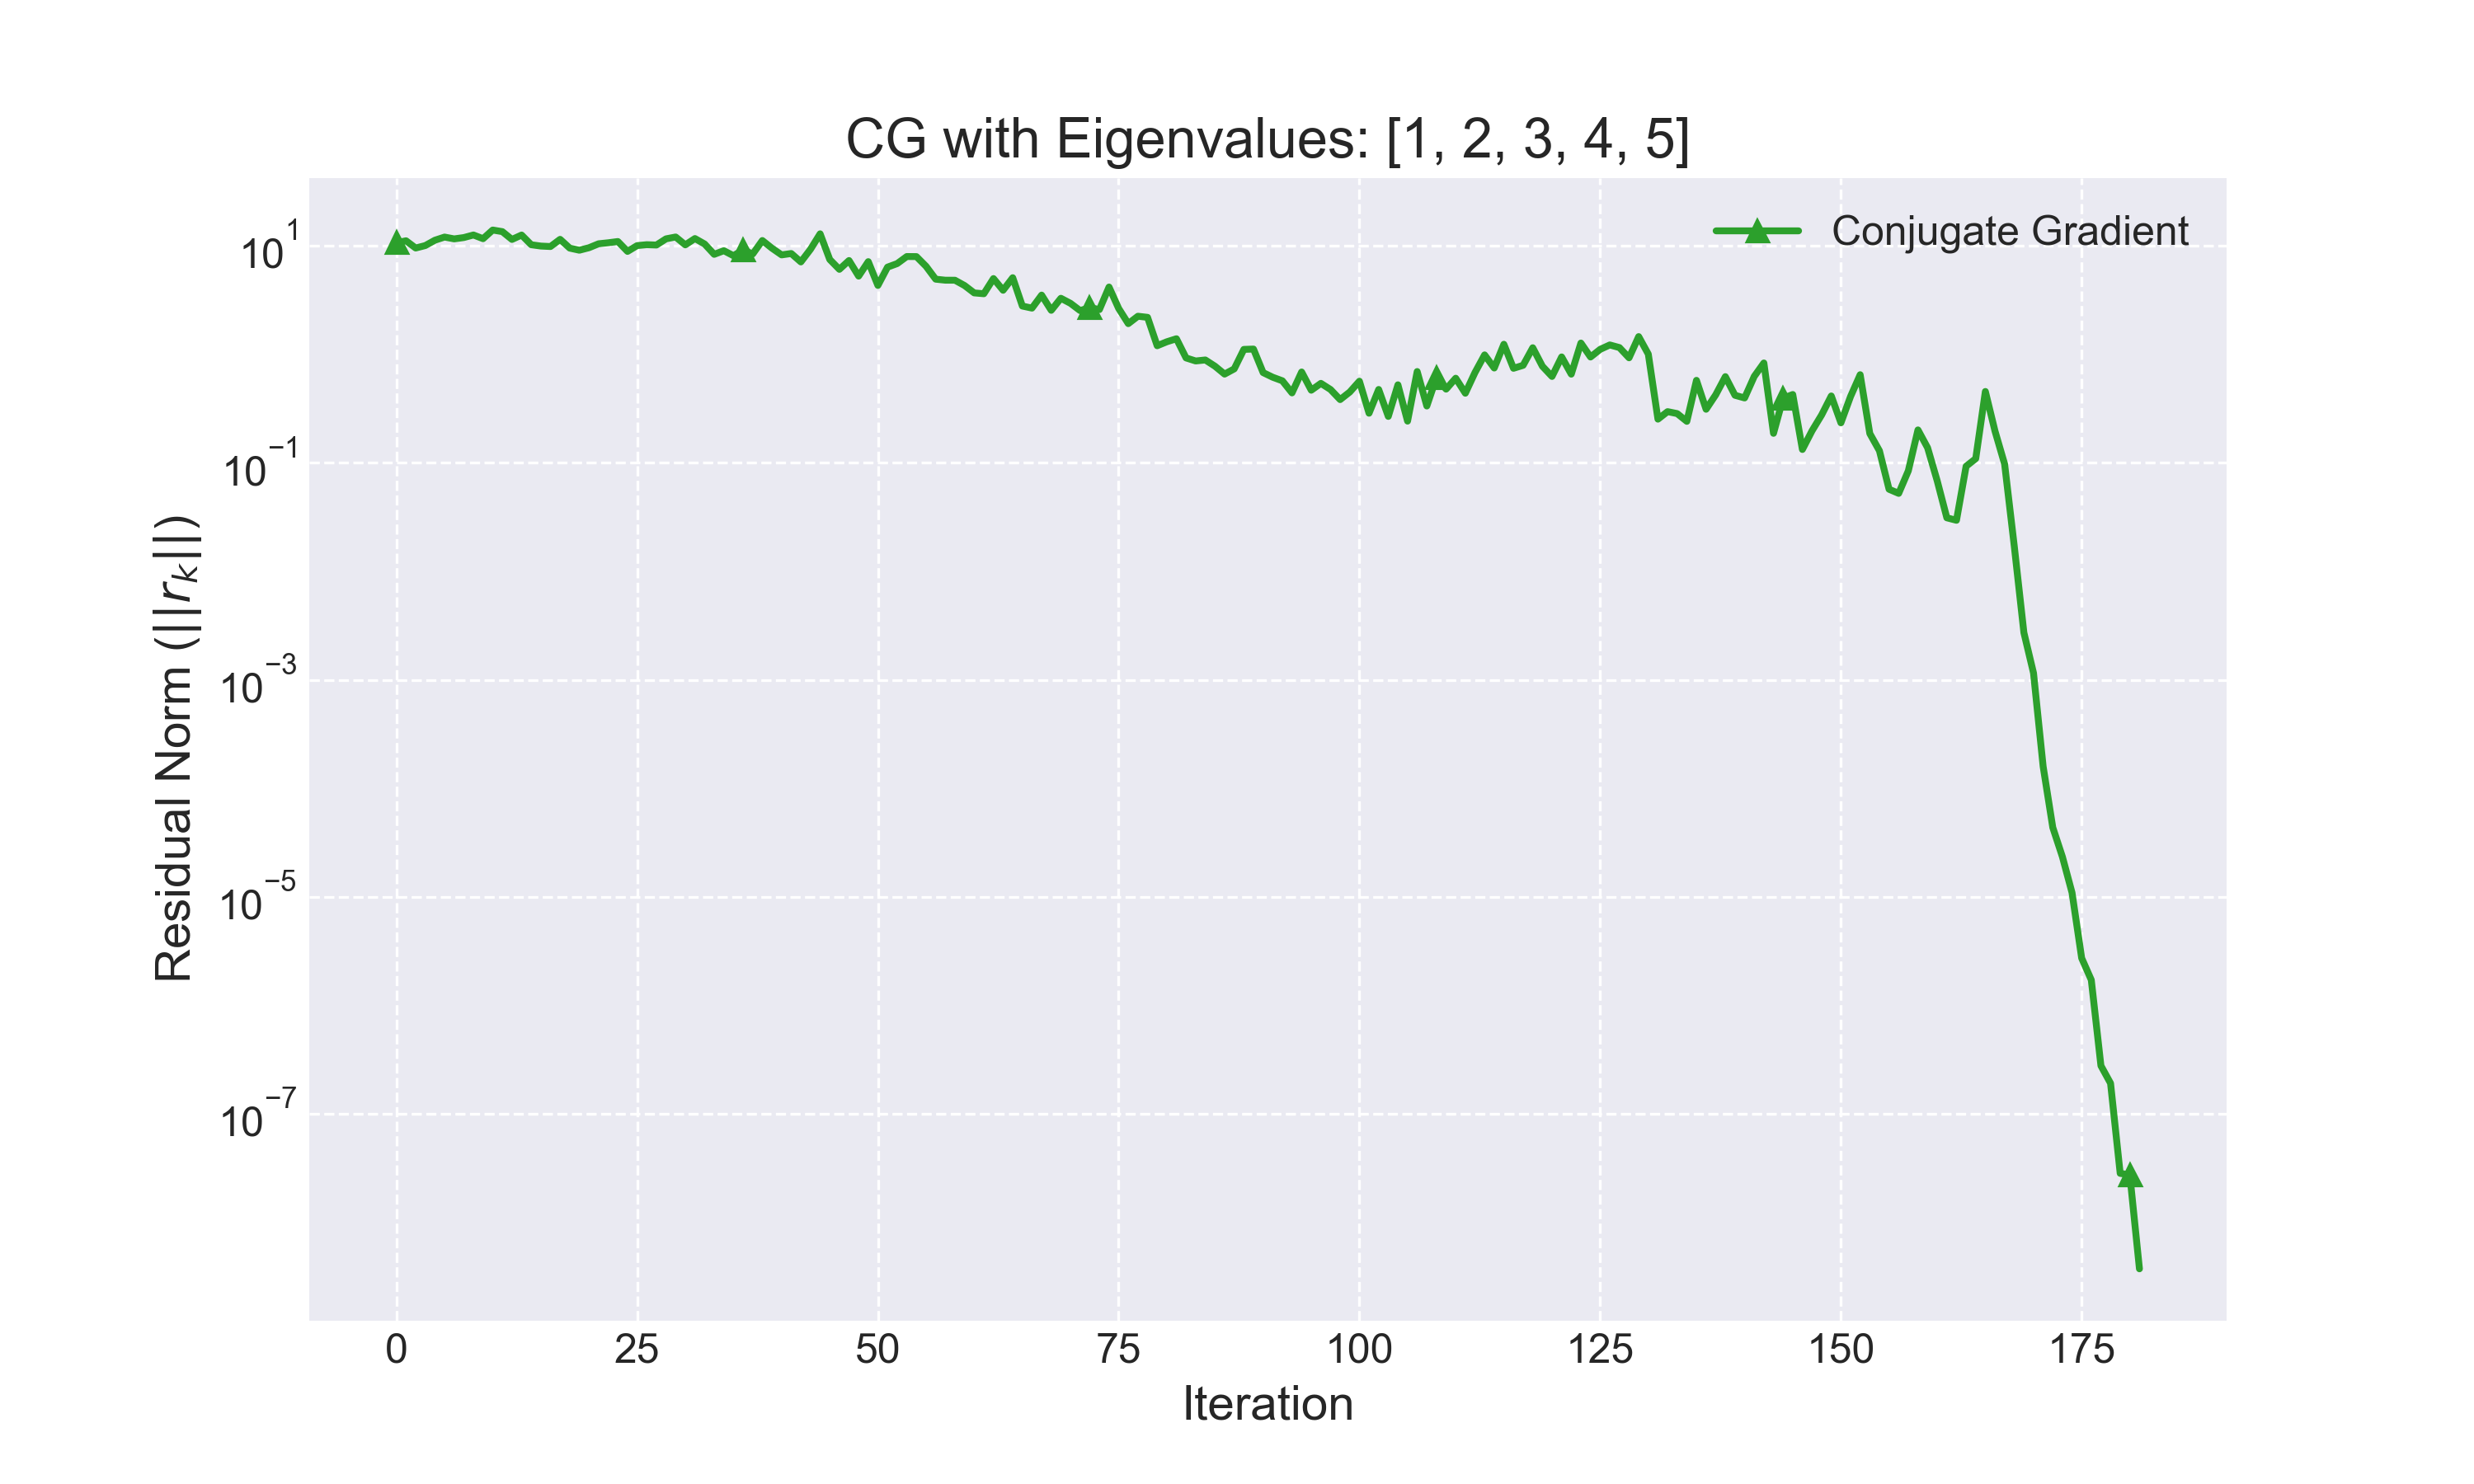 CG with Eigenvalues: [1, 2, 3, 4, 5]
Conjugate Gradient
Residual Norm (||r_k||)
10^1
10^−1
10^−3
10^−5
10^−7
0 25 50 75 100 125 150 175
Iteration